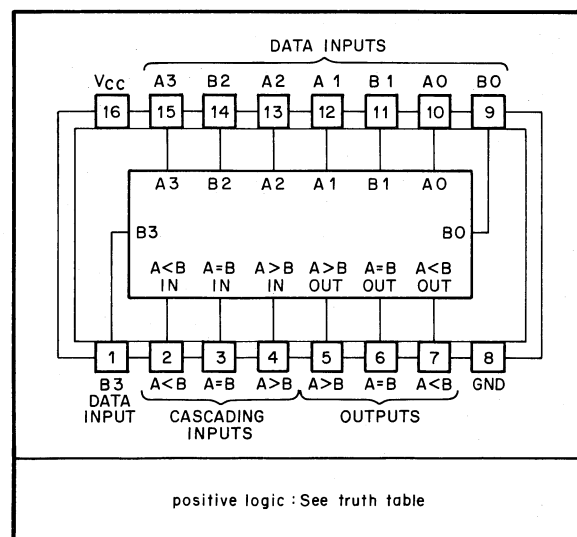 DATA INPUTS
VCC A3 B2 A2 A1 B1 A0 B0
16 15 14 13 12 11 10 9
A3 B2 A2 A1 B1 A0
B3 B0
A<B A=B A>B A>B A=B A<B
IN IN IN OUT OUT OUT
1 2 3 4 5 6 7 8
B3 A<B A=B A>B A>B A=B A<B GND
DATA
INPUT
CASCADING OUTPUTS
INPUTS
positive logic : See truth table